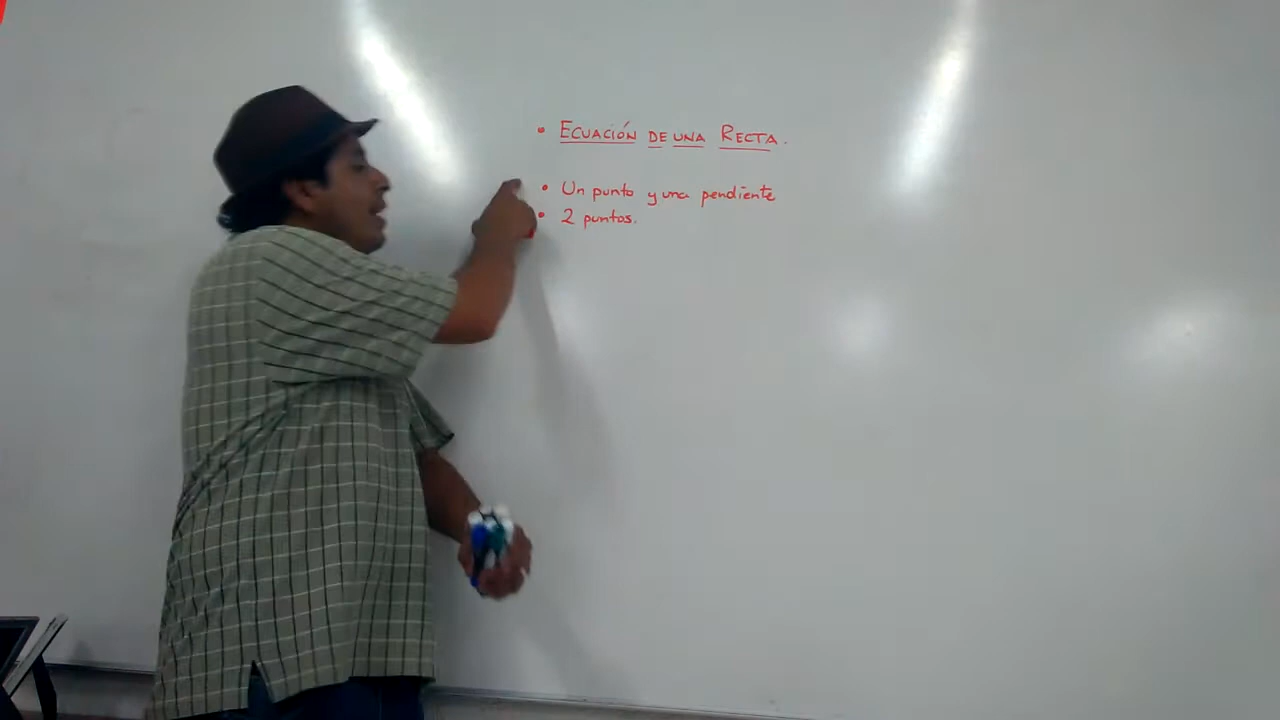 • ECUACIÓN DE UNA RECTA.
• Un punto y una pendiente
• 2 puntos.